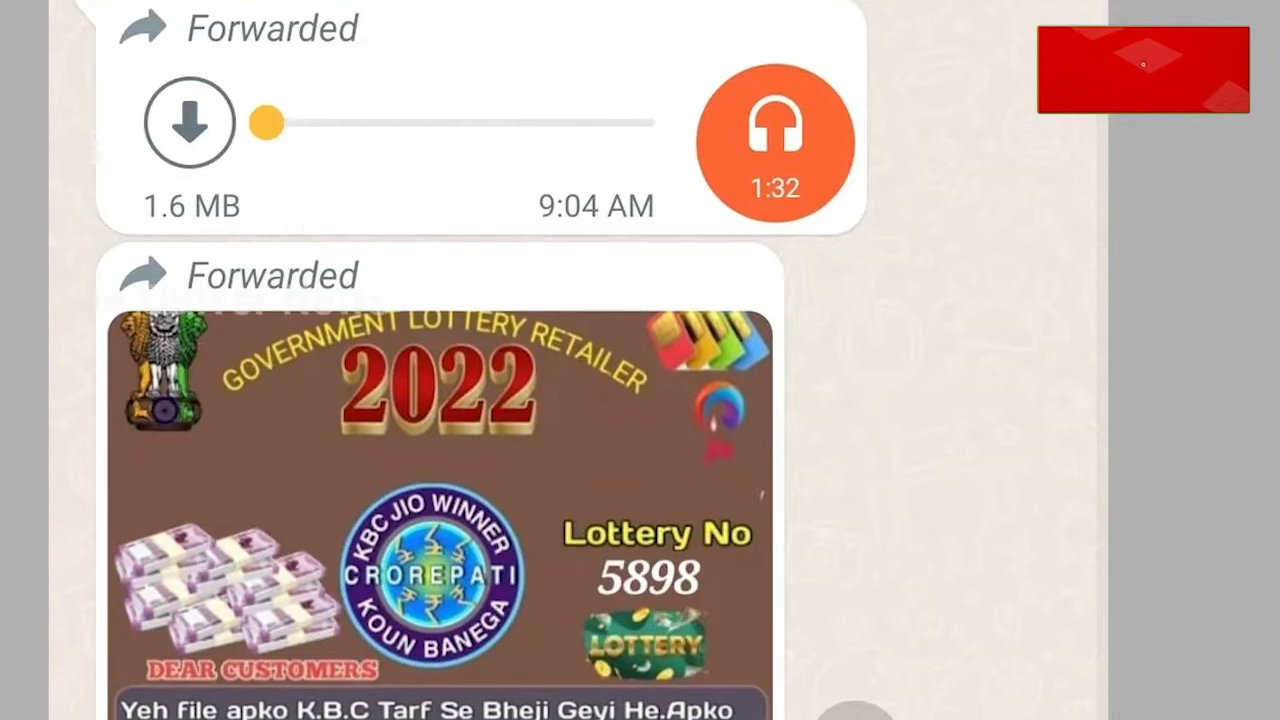 Forwarded
1.6 MB
9:04 AM
1:32
Forwarded
GOVERNMENT LOTTERY RETAILER
2022
KBC JIO WINNER
CROREPATI
KOUN BANEGA
Lottery No
5898
LOTTERY
DEAR CUSTOMERS
Yeh file apko K.B.C Tarf Se Bheji Geyi He.Apko